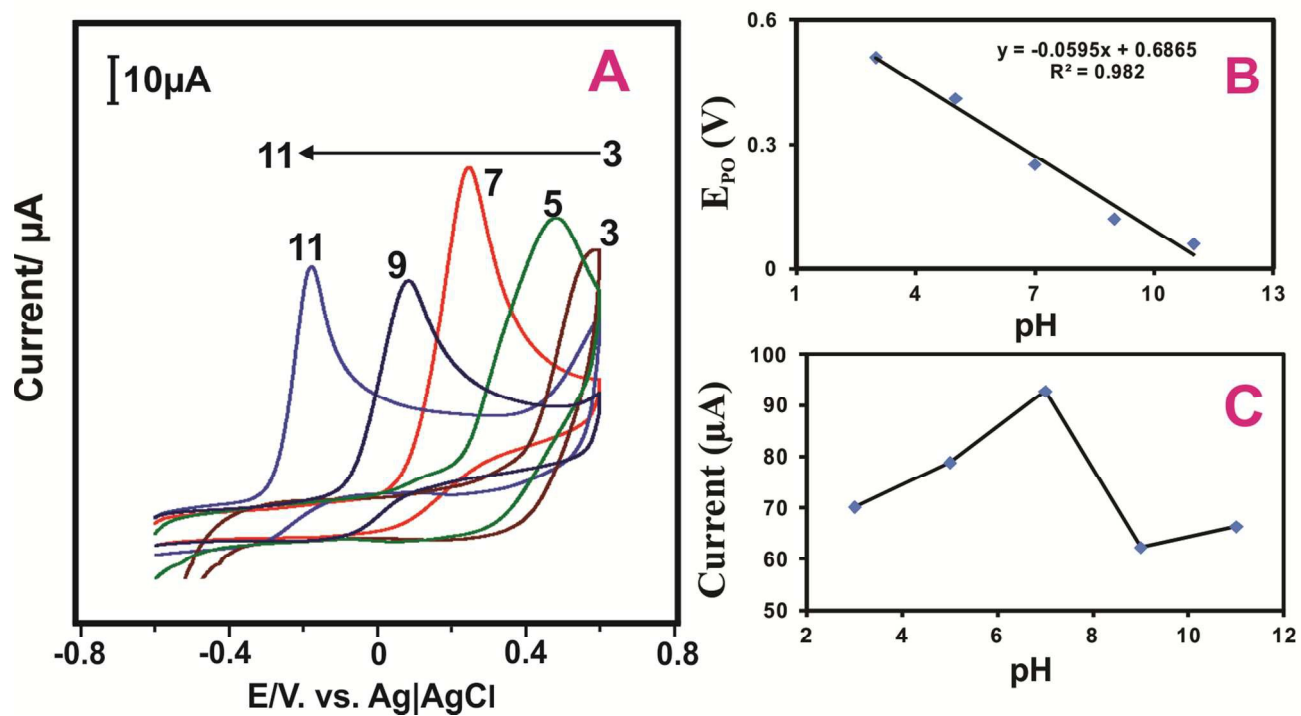 A
10µA
11
3
7
5
3
11
9
Current/ µA
-0.8
-0.4
0
0.4
0.8
E/V. vs. Ag|AgCl
B
y = -0.0595x + 0.6865
R² = 0.982
0.6
0.3
0
E_PO (V)
1
4
7
10
13
pH
C
100
90
80
70
60
50
Current (µA)
2
4
6
8
10
12
pH